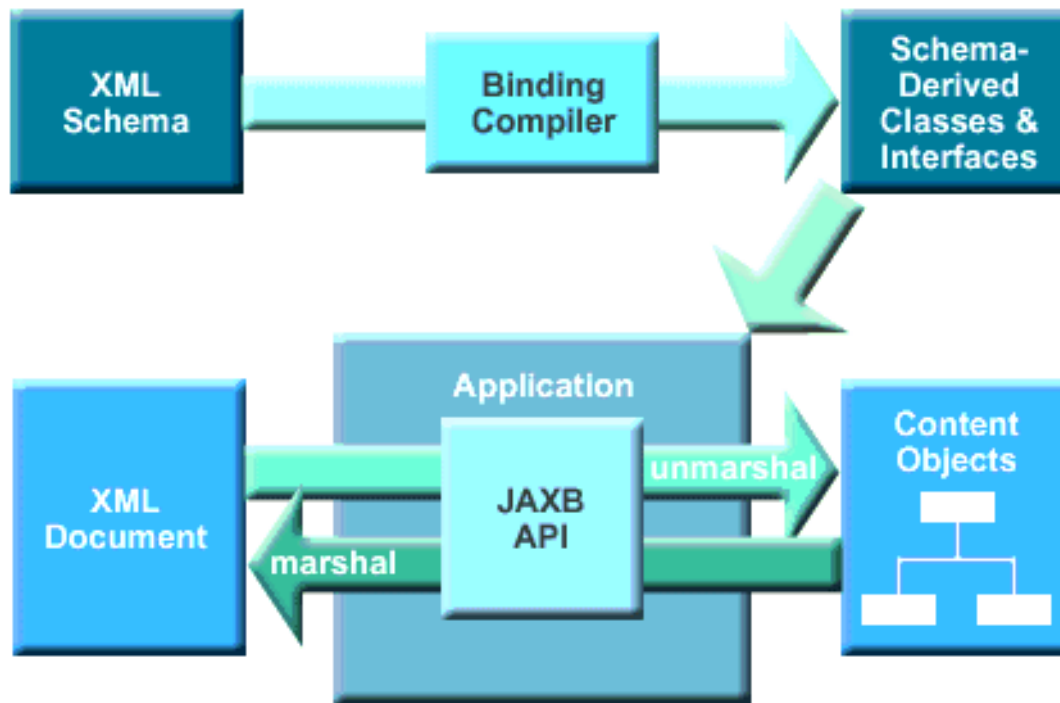 XML
Schema
Binding
Compiler
Schema-
Derived
Classes &
Interfaces
Application
XML
Document
JAXB
API
unmarshal
marshal
Content
Objects